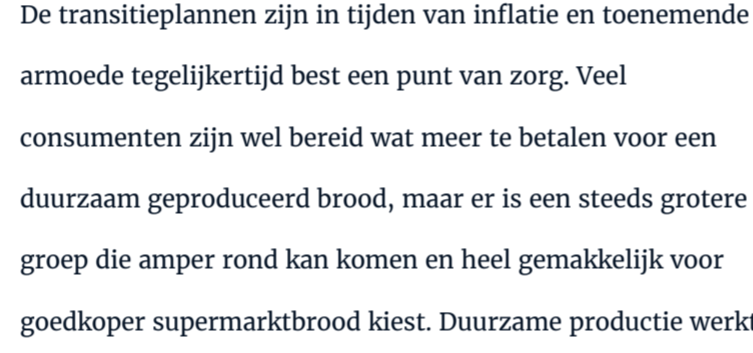 De transitieplannen zijn in tijden van inflatie en toenemende
armoede tegelijkertijd best een punt van zorg. Veel
consumenten zijn wel bereid wat meer te betalen voor een
duurzaam geproduceerd brood, maar er is een steeds grotere
groep die amper rond kan komen en heel gemakkelijk voor
goedkoper supermarktbrood kiest. Duurzame productie werkt